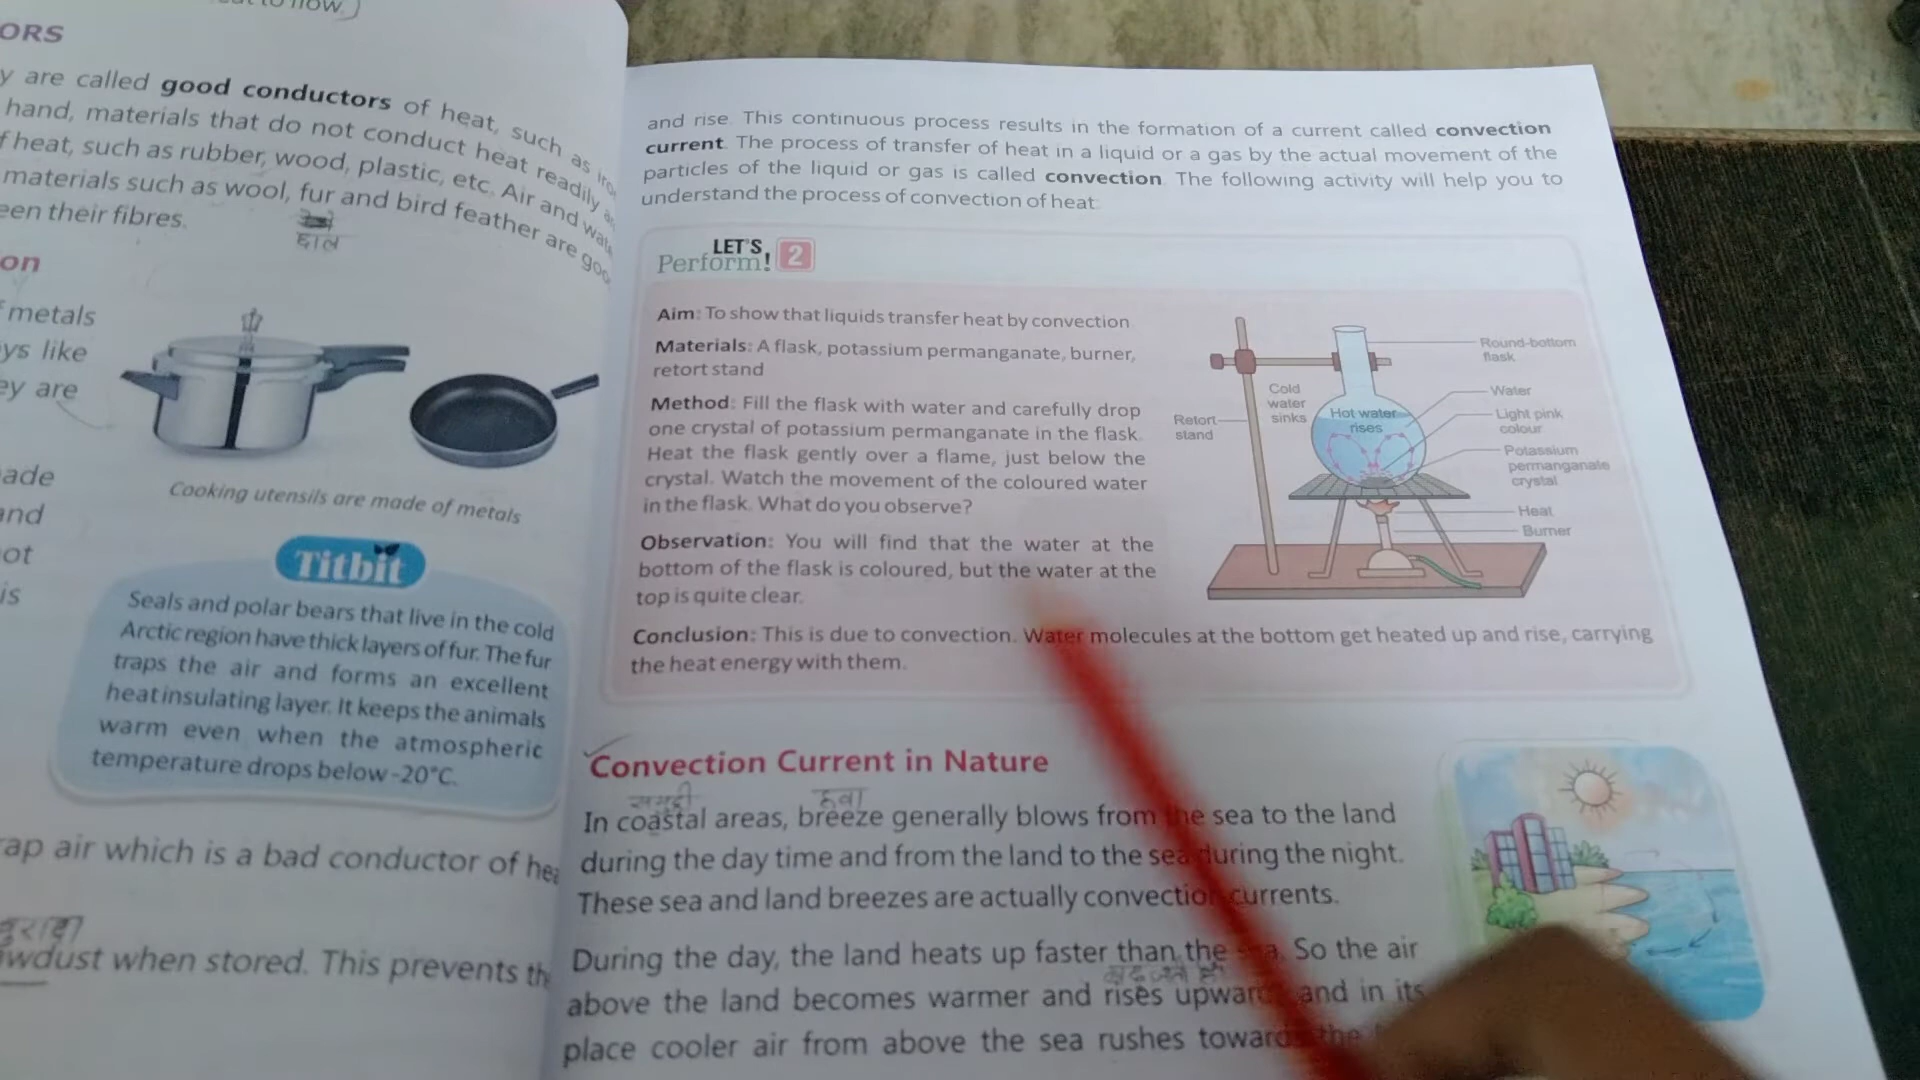 ORS
y are called good conductors of heat, such as
hand, materials that do not conduct heat readily
f heat, such as rubber, wood, plastic, etc. Air and
materials such as wool, fur and bird feather are
een their fibres.
छाल
on
f metals
ys like
ey are
ade
and
ot
is
Cooking utensils are made of metals
Titbit
Seals and polar bears that live in the cold
Arctic region have thick layers of fur. The fur
traps the air and forms an excellent
heat insulating layer. It keeps the animals
warm even when the atmospheric
temperature drops below -20°C.
rap air which is a bad conductor of
wdust when stored. This prevents
and rise. This continuous process results in the formation of a current called convection
current. The process of transfer of heat in a liquid or a gas by the actual movement of the
particles of the liquid or gas is called convection. The following activity will help you to
understand the process of convection of heat.
LET'S
Perform! 2
Aim: To show that liquids transfer heat by convection
Materials: A flask, potassium permanganate, burner,
retort stand
Method: Fill the flask with water and carefully drop
one crystal of potassium permanganate in the flask.
Heat the flask gently over a flame, just below the
crystal. Watch the movement of the coloured water
in the flask. What do you observe?
Observation: You will find that the water at the
bottom of the flask is coloured, but the water at the
top is quite clear.
Conclusion: This is due to convection. Water molecules at the bottom get heated up and rise, carrying
the heat energy with them.
Round-bottom
flask
Water
Light pink
colour
Potassium
permanganate
crystal
Heat
Burner
Cold
water
sinks
Hot water
rises
Retort
stand
Convection Current in Nature
समुद्री हवा
In coastal areas, breeze generally blows from the sea to the land
during the day time and from the land to the sea during the night.
These sea and land breezes are actually convection currents.
During the day, the land heats up faster than the sea. So the air
above the land becomes warmer and rises upwards and in its
place cooler air from above the sea rushes towards the